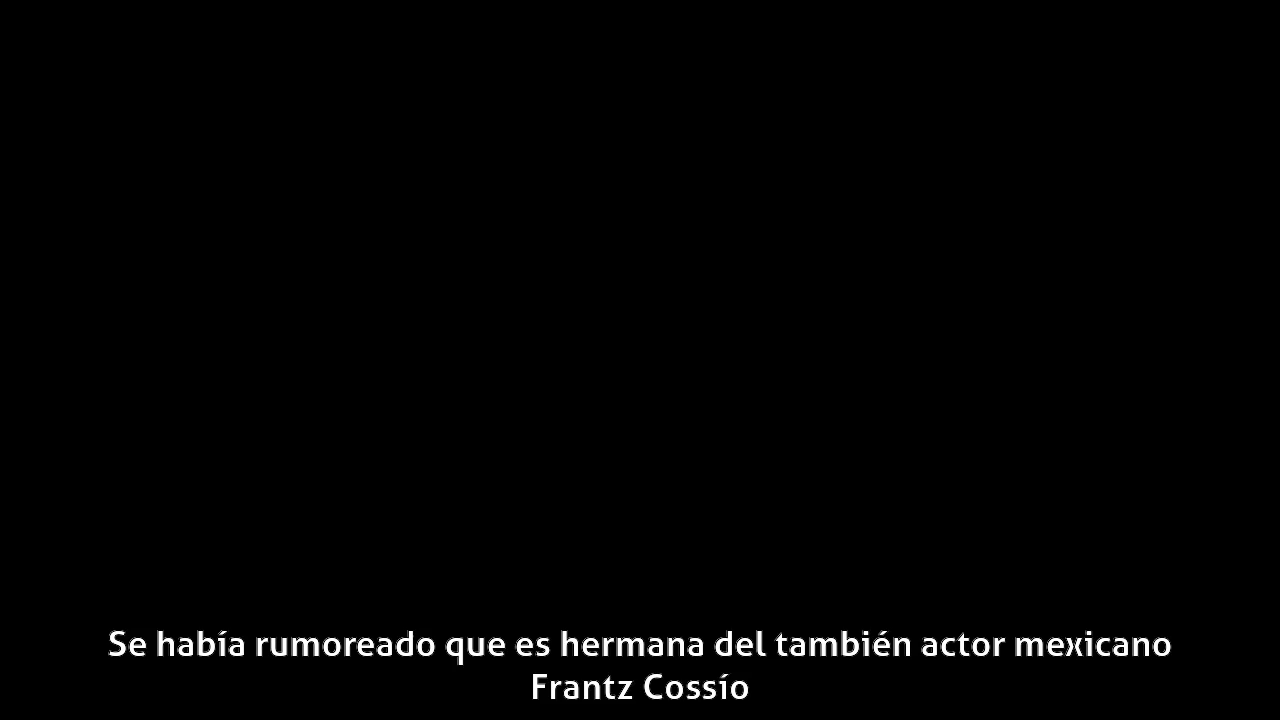 Se había rumoreado que es hermana del también actor mexicano
Frantz Cossío